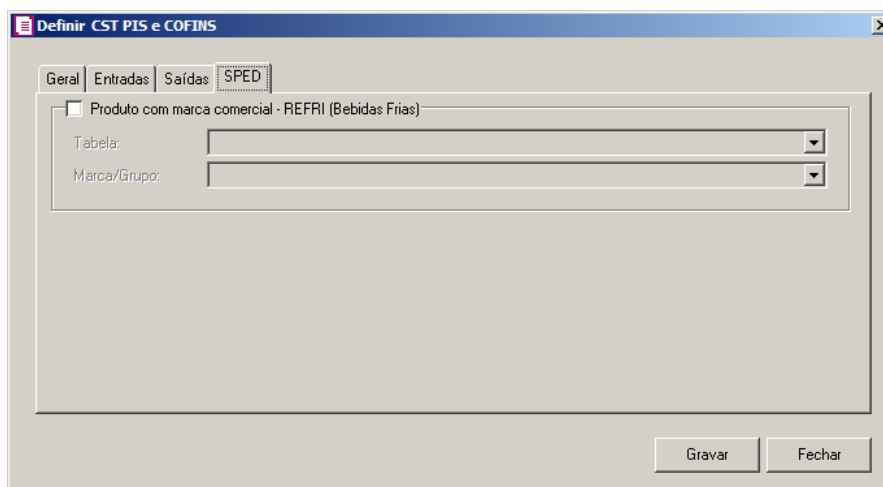 Definir CST PIS e COFINS
Geral Entradas Saídas SPED
Produto com marca comercial - REFRI (Bebidas Frias)
Tabela:
Marca/Grupo:
Gravar Fechar